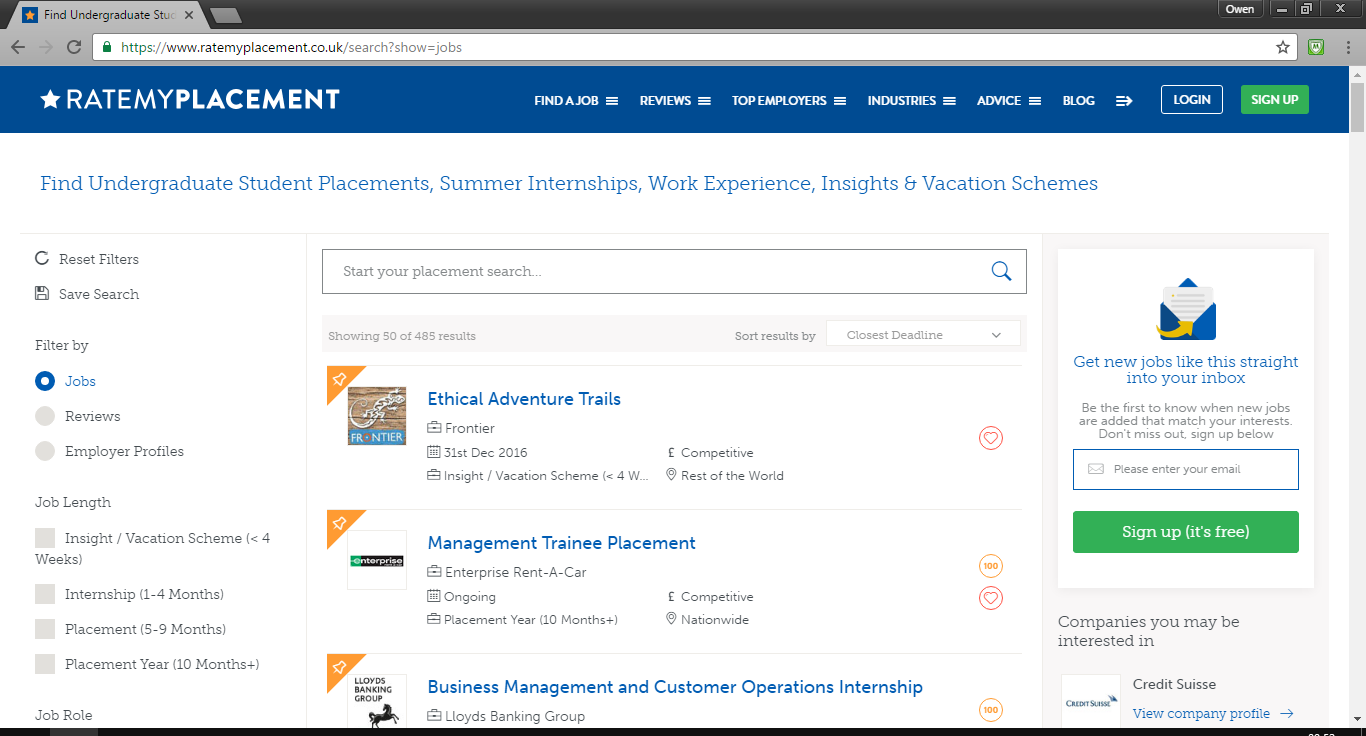 Find Undergraduate Stud
Owen
https://www.ratemyplacement.co.uk/search?show=jobs
RATEMYPLACEMENT
FIND A JOB
REVIEWS
TOP EMPLOYERS
INDUSTRIES
ADVICE
BLOG
LOGIN
SIGN UP
Find Undergraduate Student Placements, Summer Internships, Work Experience, Insights & Vacation Schemes
Reset Filters
Save Search
Filter by
Jobs
Reviews
Employer Profiles
Job Length
Insight / Vacation Scheme (< 4
Weeks)
Internship (1-4 Months)
Placement (5-9 Months)
Placement Year (10 Months+)
Job Role
Start your placement search...
Showing 50 of 485 results
Sort results by
Closest Deadline
FRONTIER
Ethical Adventure Trails
Frontier
31st Dec 2016
£ Competitive
Insight / Vacation Scheme (< 4 W...
Rest of the World
enterprise
Management Trainee Placement
Enterprise Rent-A-Car
100
Ongoing
£ Competitive
Placement Year (10 Months+)
Nationwide
LLOYDS
BANKING
GROUP
Business Management and Customer Operations Internship
Lloyds Banking Group
100
Get new jobs like this straight
into your inbox
Be the first to know when new jobs
are added that match your interests.
Don't miss out, sign up below
Please enter your email
Sign up (it's free)
Companies you may be
interested in
CREDIT SUISSE
Credit Suisse
View company profile